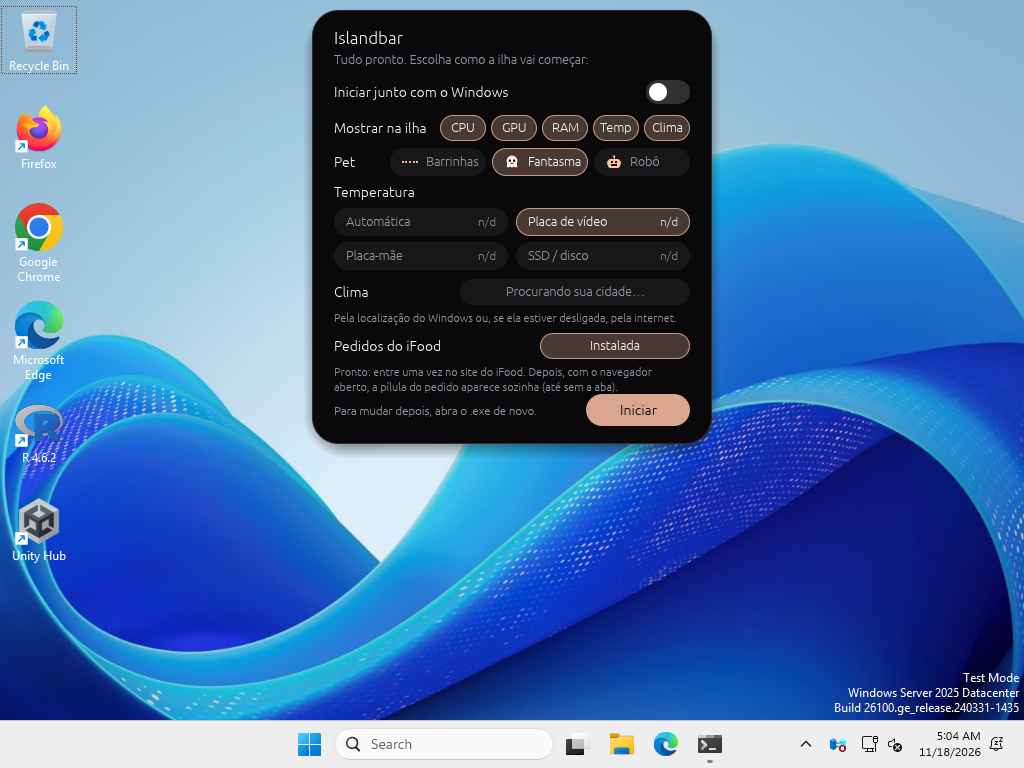 Recycle Bin
Firefox
Google
Chrome
Microsoft
Edge
R 4.6.2
Unity Hub
Islandbar
Tudo pronto. Escolha como a ilha vai começar:
Iniciar junto com o Windows
Mostrar na ilha CPU GPU RAM Temp Clima
Pet Barrinhas Fantasma Robô
Temperatura
Automática n/d Placa de vídeo n/d
Placa-mãe n/d SSD / disco n/d
Clima Procurando sua cidade...
Pela localização do Windows ou, se ela estiver desligada, pela internet.
Pedidos do iFood Instalada
Pronto: entre uma vez no site do iFood. Depois, com o navegador
aberto, a pílula do pedido aparece sozinha (até sem a aba).
Para mudar depois, abra o .exe de novo. Iniciar
Test Mode
Windows Server 2025 Datacenter
Build 26100.ge_release.240331-1435
Search
5:04 AM
11/18/2026